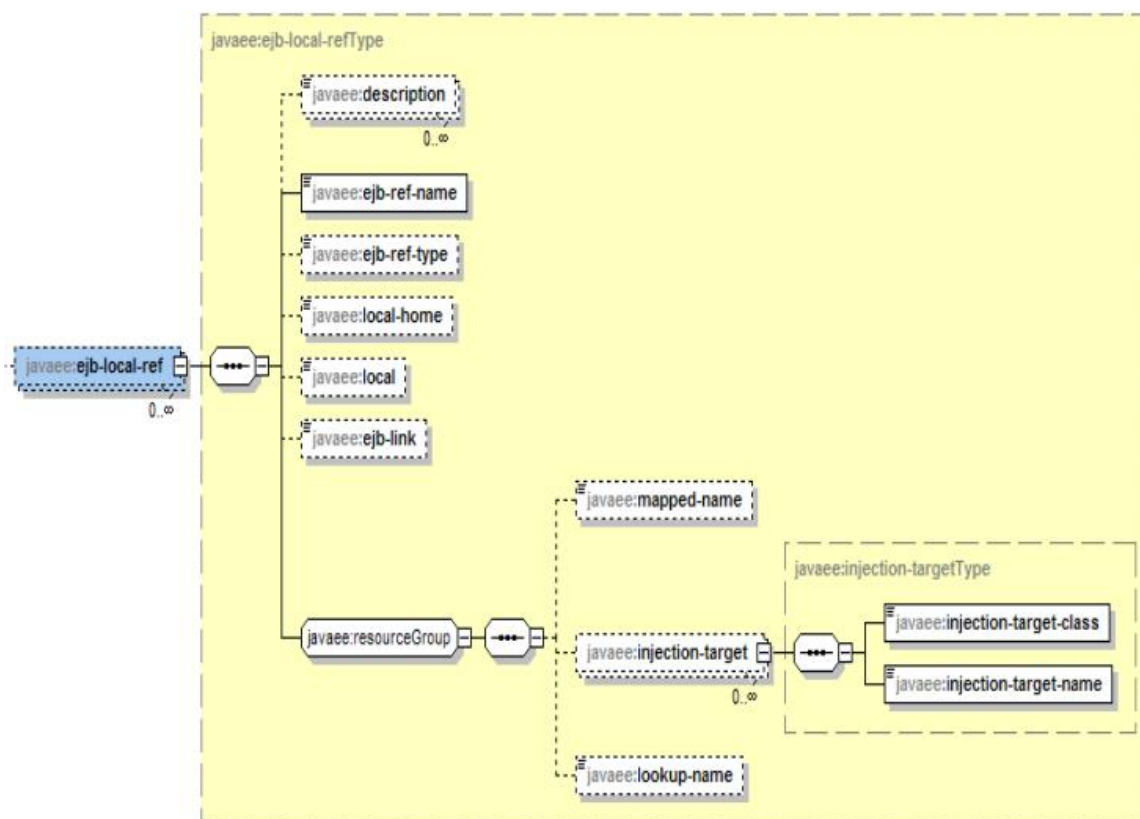 javaee:ejb-local-refType
javaee:description
0..∞
javaee:ejb-ref-name
javaee:ejb-ref-type
javaee:local-home
javaee:ejb-local-ref
0..∞
javaee:local
javaee:ejb-link
javaee:mapped-name
javaee:injection-targetType
javaee:injection-target-class
javaee:resourceGroup
javaee:injection-target
0..∞
javaee:injection-target-name
javaee:lookup-name